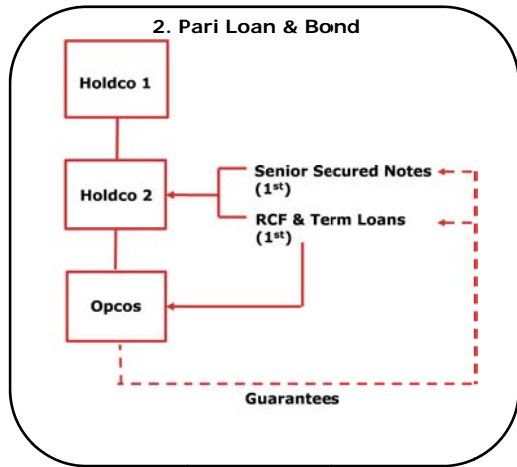 2. Pari Loan & Bond
Holdco 1
Holdco 2
Senior Secured Notes
(1st)
RCF & Term Loans
(1st)
Opcos
Guarantees